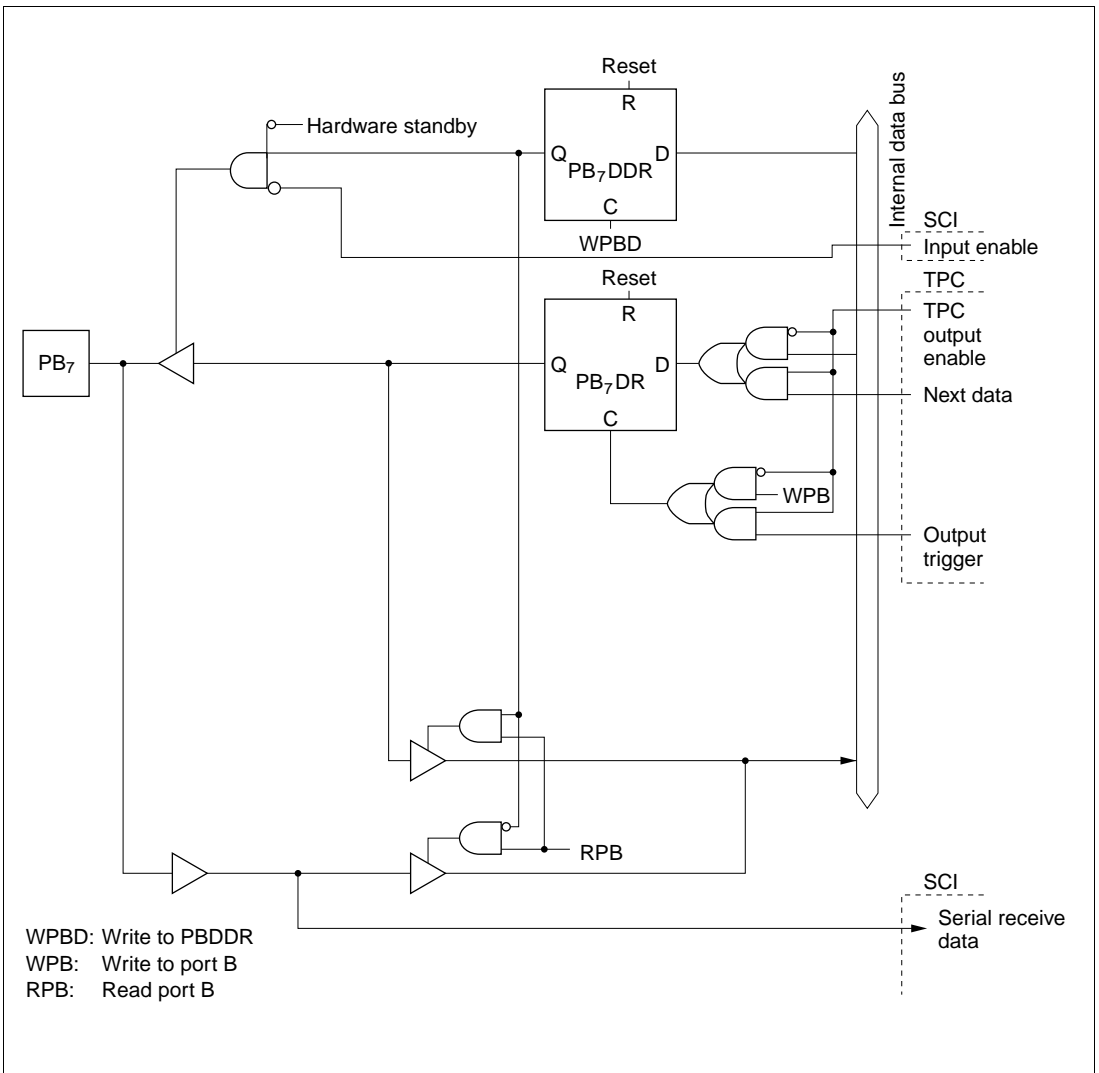 Reset
R
Hardware standby
Internal data bus
Q
D
PB₇DDR
C
WPBD
SCI
Input enable
Reset
R
TPC
TPC
output
enable
PB₇
Q
D
PB₇DR
C
Next data
WPB
Output
trigger
RPB
SCI
Serial receive
data
WPBD: Write to PBDDR
WPB: Write to port B
RPB: Read port B